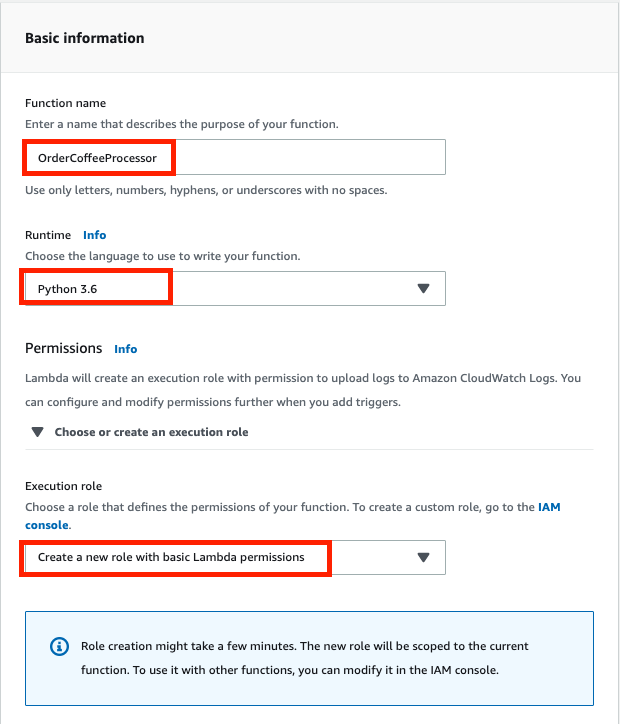 Basic information
Function name
Enter a name that describes the purpose of your function.
OrderCoffeeProcessor
Use only letters, numbers, hyphens, or underscores with no spaces.
Runtime Info
Choose the language to use to write your function.
Python 3.6
Permissions Info
Lambda will create an execution role with permission to upload logs to Amazon CloudWatch Logs. You
can configure and modify permissions further when you add triggers.
Choose or create an execution role
Execution role
Choose a role that defines the permissions of your function. To create a custom role, go to the IAM
console.
Create a new role with basic Lambda permissions
Role creation might take a few minutes. The new role will be scoped to the current
function. To use it with other functions, you can modify it in the IAM console.